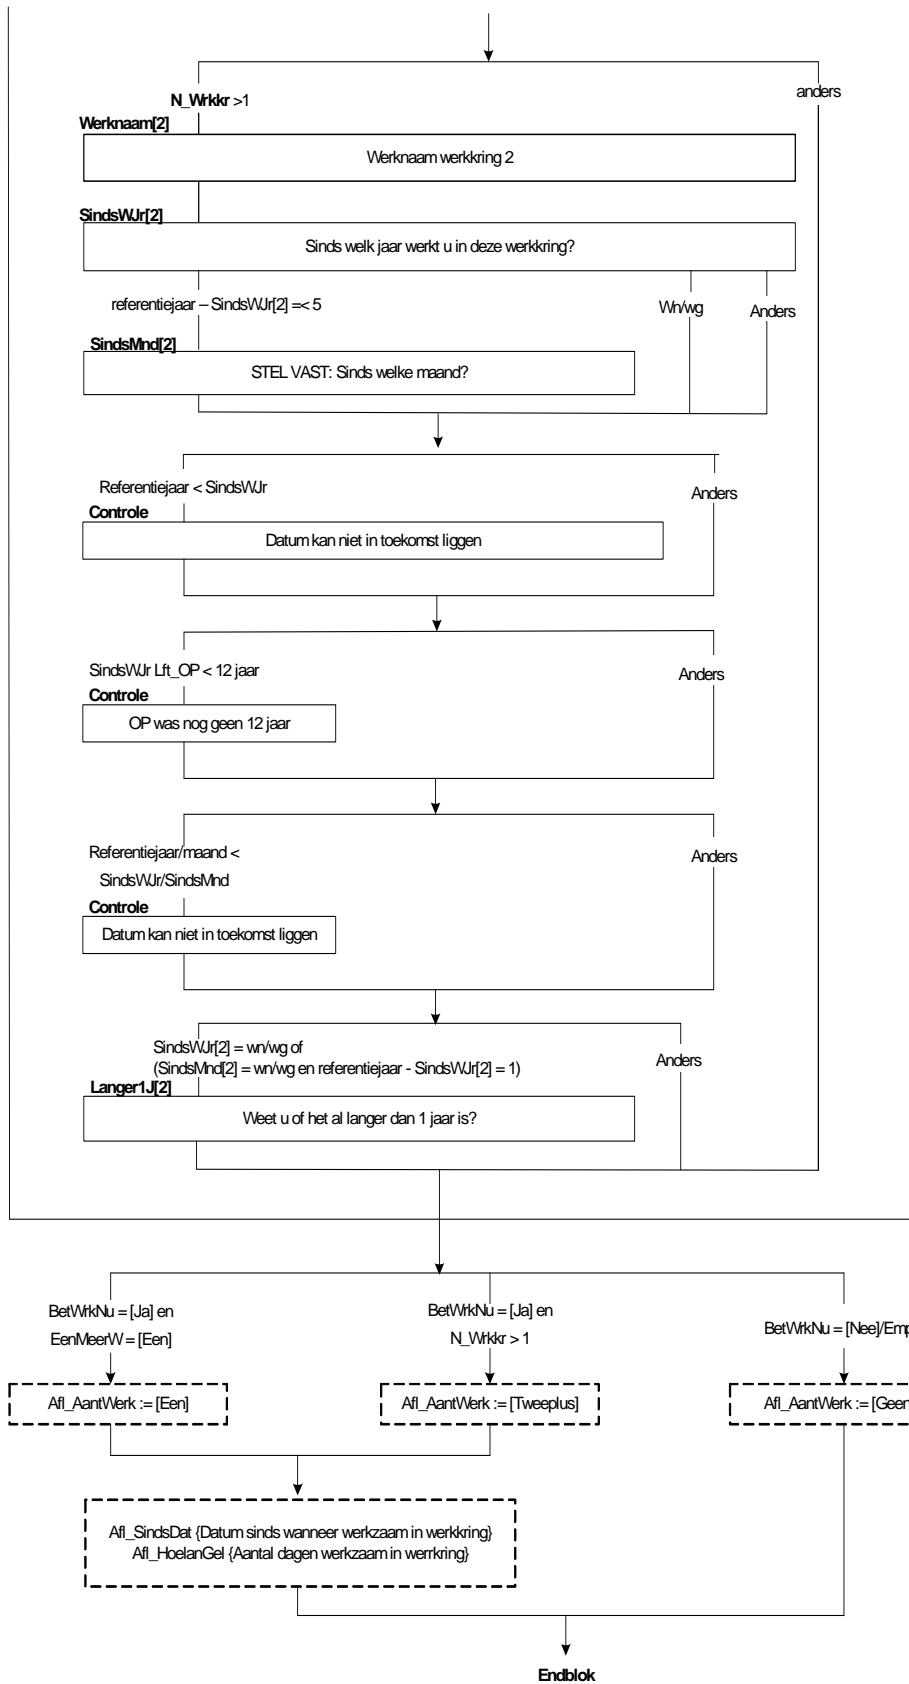 anders
N_Wrkkr >1
Werknaam[2]
Werknaam werkkring 2
SindsWJr[2]
Sinds welk jaar werkt u in deze werkkring?
referentiejaar – SindsWJr[2] =< 5
Wn/wg
Anders
SindsMnd[2]
STEL VAST: Sinds welke maand?
Referentiejaar < SindsWJr
Anders
Controle
Datum kan niet in toekomst liggen
SindsWJr Lft_OP < 12 jaar
Anders
Controle
OP was nog geen 12 jaar
Referentiejaar/maand <
SindsWJr/SindsMnd
Anders
Controle
Datum kan niet in toekomst liggen
SindsWJr[2] = wn/wg of
(SindsMnd[2] = wn/wg en referentiejaar - SindsWJr[2] = 1)
Anders
Langer1J[2]
Weet u of het al langer dan 1 jaar is?
BetWrkNu = [Ja] en
EenMeerW = [Een]
BetWrkNu = [Ja] en
N_Wrkkr > 1
BetWrkNu = [Nee]/Emp
Afl_AantWerk := [Een]
Afl_AantWerk := [Tweeplus]
Afl_AantWerk := [Geen
Afl_SindsDat {Datum sinds wanneer werkzaam in werkkring}
Afl_HoelanGel {Aantal dagen werkzaam in werrkring}
Endblok